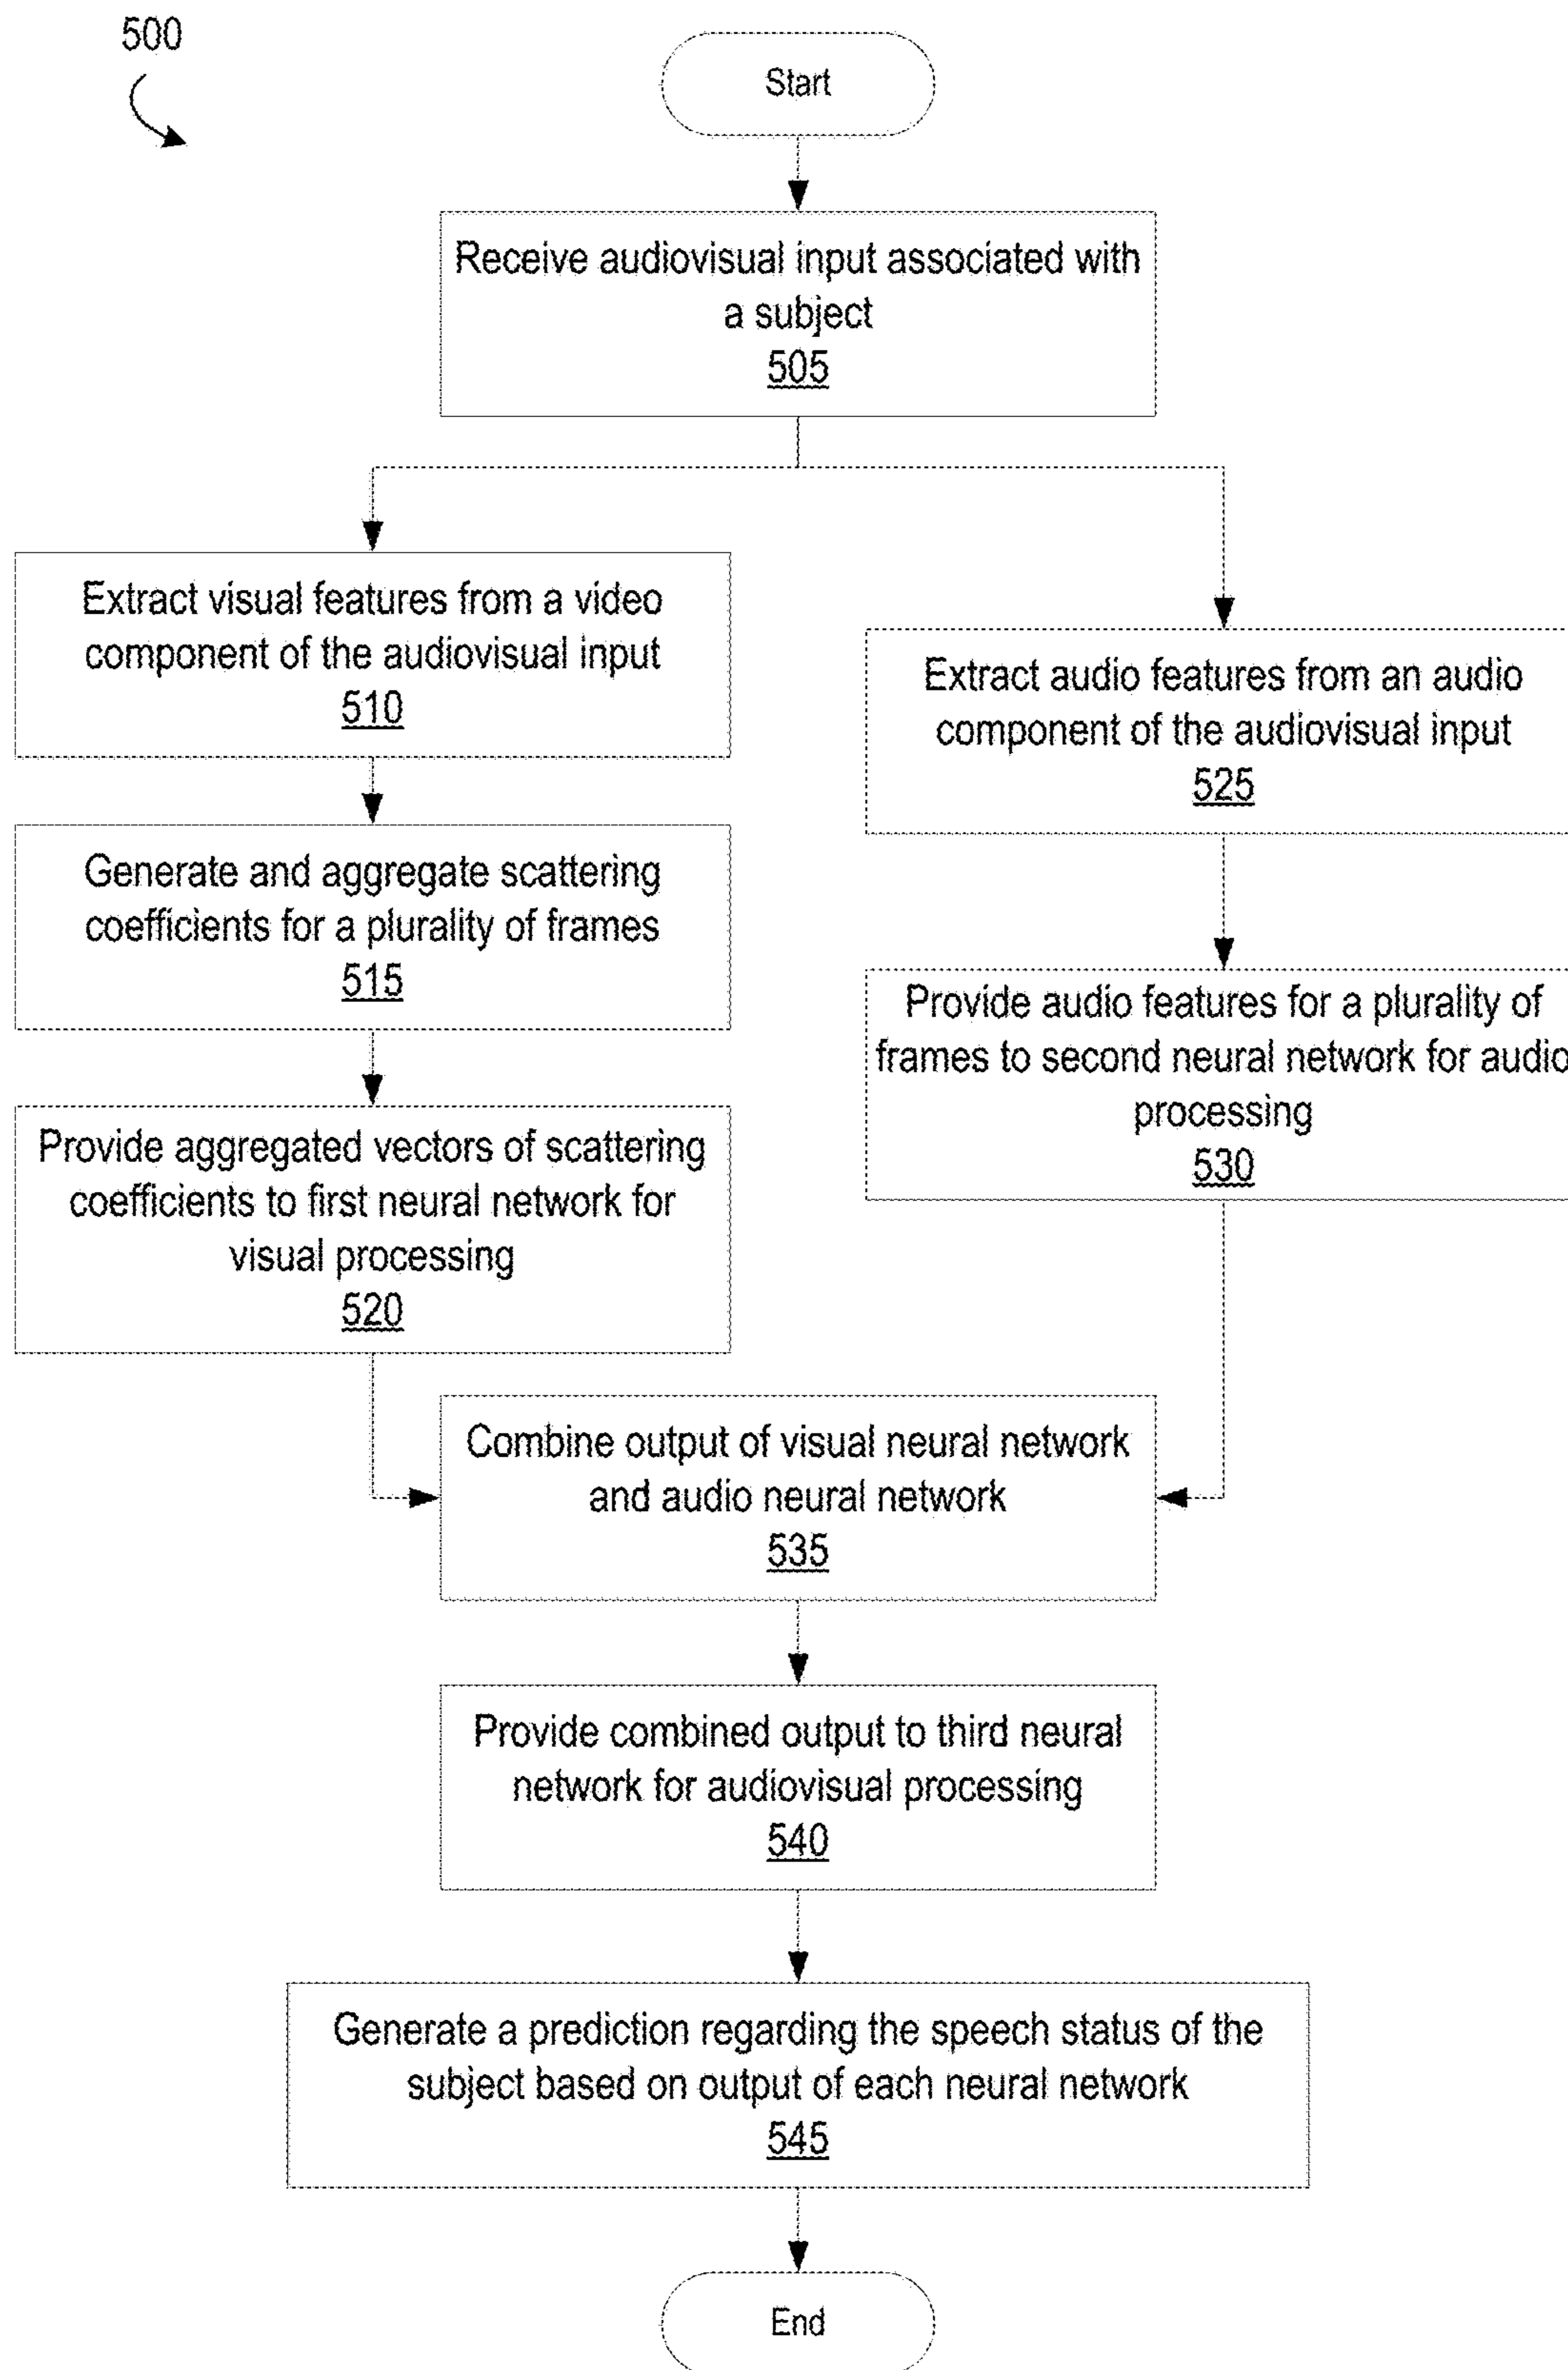 500
Start
Receive audiovisual input associated with
a subject
505
Extract visual features from a video
component of the audiovisual input
510
Extract audio features from an audio
component of the audiovisual input
525
Generate and aggregate scattering
coefficients for a plurality of frames
515
Provide audio features for a plurality of
frames to second neural network for audio
processing
530
Provide aggregated vectors of scattering
coefficients to first neural network for
visual processing
520
Combine output of visual neural network
and audio neural network
535
Provide combined output to third neural
network for audiovisual processing
540
Generate a prediction regarding the speech status of the
subject based on output of each neural network
545
End